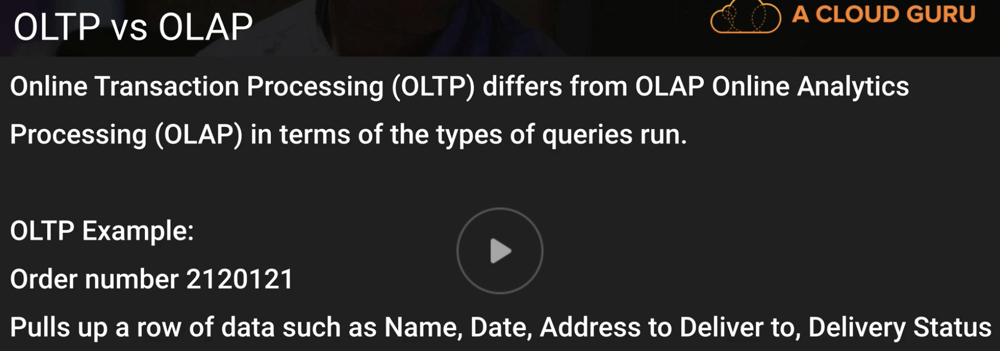 OLTP vs OLAP
A CLOUD GURU
Online Transaction Processing (OLTP) differs from OLAP Online Analytics
Processing (OLAP) in terms of the types of queries run.
OLTP Example:
Order number 2120121
Pulls up a row of data such as Name, Date, Address to Deliver to, Delivery Status